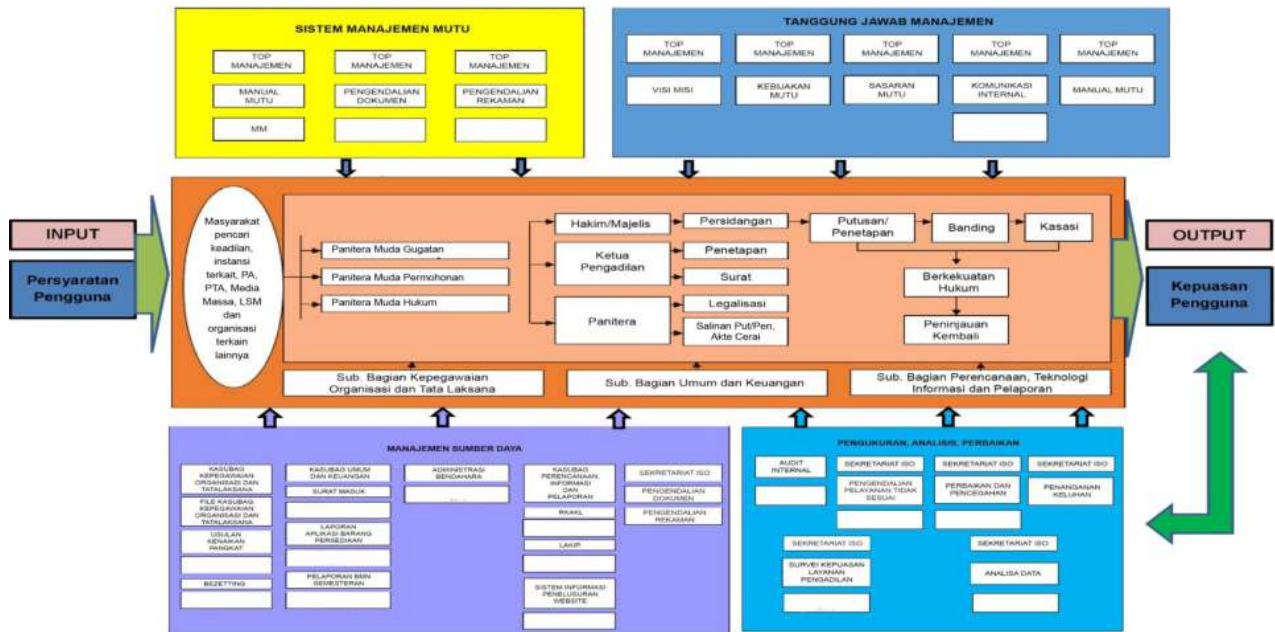 SISTEM MANAJEMEN MUTU
TOP
MANAJEMEN
TOP
MANAJEMEN
TOP
MANAJEMEN
MANUAL
MUTU
PENGENDALIAN
DOKUMEN
PENGENDALIAN
REKAMAN
MM
TANGGUNG JAWAB MANAJEMEN
TOP
MANAJEMEN
TOP
MANAJEMEN
TOP
MANAJEMEN
TOP
MANAJEMEN
TOP
MANAJEMEN
VISI MISI
KEBIJAKAN
MUTU
SASARAN
MUTU
KOMUNIKASI
INTERNAL
MANUAL MUTU
INPUT
Persyaratan
Pengguna
Masyarakat
pencari
keadilan,
instansi
terkait, PA,
PTA, Media
Massa, LSM
dan
organisasi
terkain
lainnya
Panitera Muda Gugatan
Panitera Muda Permohonan
Panitera Muda Hukum
Hakim/Majelis
Ketua
Pengadilan
Panitera
Persidangan
Penetapan
Surat
Legalisasi
Salinan Put/Pen,
Akte Cerai
Putusan/
Penetapan
Banding
Kasasi
Berkekuatan
Hukum
Peninjauan
Kembali
Sub. Bagian Kepegawaian
Organisasi dan Tata Laksana
Sub. Bagian Umum dan Keuangan
Sub. Bagian Perencanaan, Teknologi
Informasi dan Pelaporan
OUTPUT
Kepuasan
Pengguna
MANAJEMEN SUMBER DAYA
KASUBAG
KEPEGAWAIAN
ORGANISASI DAN
TATALAKSANA
FILE KASUBAG
KEPEGAWAIAN
ORGANISASI DAN
TATALAKSANA
USULAN
KENAIKAN
PANGKAT
BEZETTING
KASUBAG UMUM
DAN KEUANGAN
SURAT MASUK
LAPORAN
APLIKASI BARANG
PERSEDIAAN
PELAPORAN BMN
SEMESTERAN
ADMINISTRASI
BENDAHARA
KASUBAG
PERENCANAAN,
INFORMASI
DAN
PELAPORAN
RKAKL
LAKIP
SISTEM INFORMASI
PENELUSURAN
WEBSITE
SEKRETARIAT ISO
PENGENDALIAN
DOKUMEN
PENGENDALIAN
REKAMAN
PENGUKURAN, ANALISIS, PERBAIKAN
AUDIT
INTERNAL
SEKRETARIAT ISO
PENGENDALIAN
PELAYANAN TIDAK
SESUAI
SEKRETARIAT ISO
PERBAIKAN DAN
PENCEGAHAN
SEKRETARIAT ISO
PENANGANAN
KELUHAN
SEKRETARIAT ISO
SURVEI KEPUASAN
LAYANAN
PENGADILAN
SEKRETARIAT ISO
ANALISA DATA